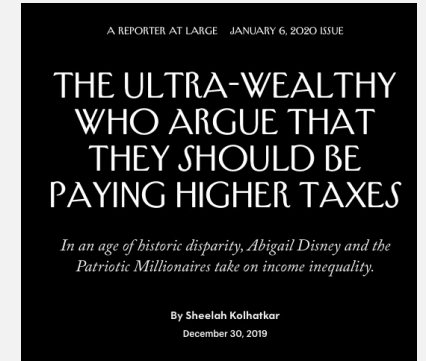 A REPORTER AT LARGE JANUARY 6, 2020 ISSUE
THE ULTRA-WEALTHY
WHO ARGUE THAT
THEY SHOULD BE
PAYING HIGHER TAXES
In an age of historic disparity, Abigail Disney and the
Patriotic Millionaires take on income inequality.
By Sheelah Kolhatkar
December 30, 2019